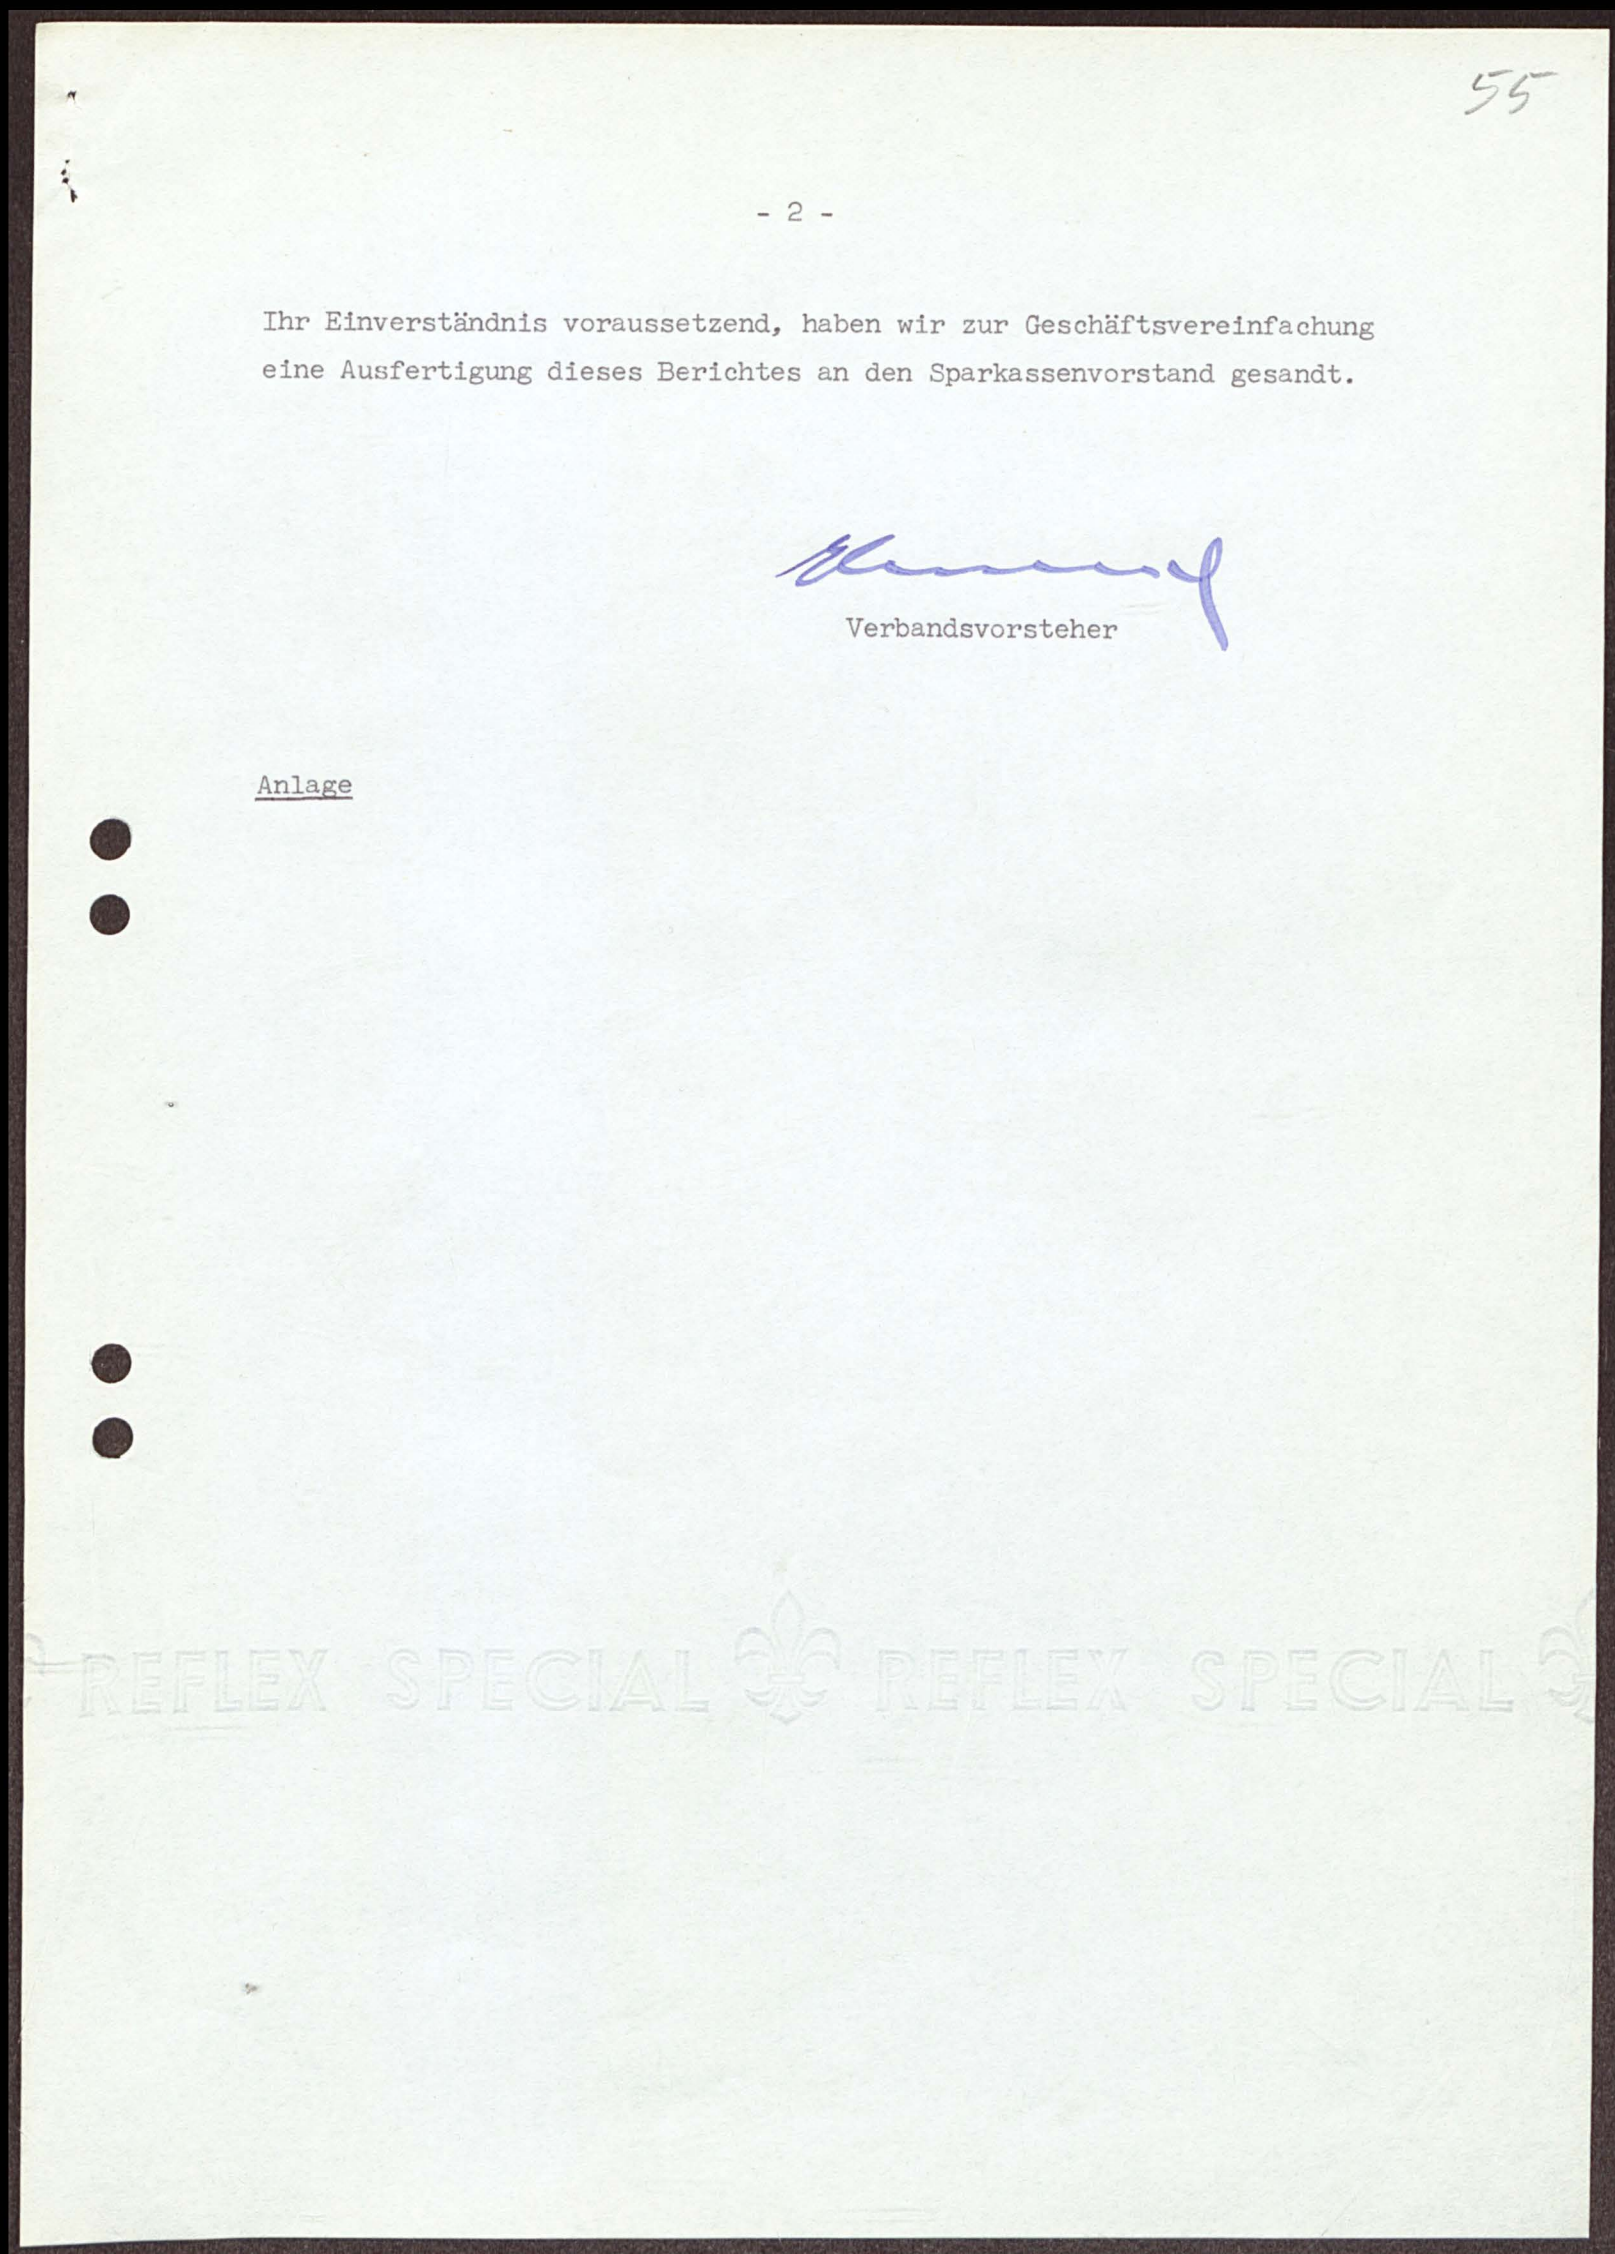 55
- 2 -
Ihr Einverständnis voraussetzend, haben wir zur Geschäftsvereinfachung
eine Ausfertigung dieses Berichtes an den Sparkassenvorstand gesandt.
Verbandsvorsteher
Anlage
REFLEX SPECIAL REFLEX SPECIAL